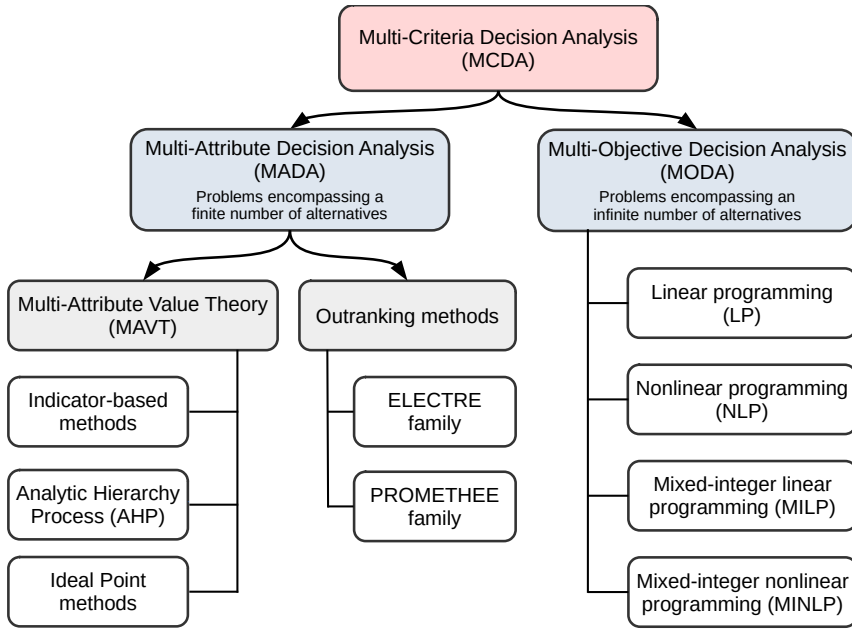 Multi-Criteria Decision Analysis
(MCDA)
Multi-Attribute Decision Analysis
(MADA)
Problems encompassing a
finite number of alternatives
Multi-Objective Decision Analysis
(MODA)
Problems encompassing an
infinite number of alternatives
Multi-Attribute Value Theory
(MAVT)
Outranking methods
Indicator-based
methods
Analytic Hierarchy
Process (AHP)
Ideal Point
methods
ELECTRE
family
PROMETHEE
family
Linear programming
(LP)
Nonlinear programming
(NLP)
Mixed-integer linear
programming (MILP)
Mixed-integer nonlinear
programming (MINLP)